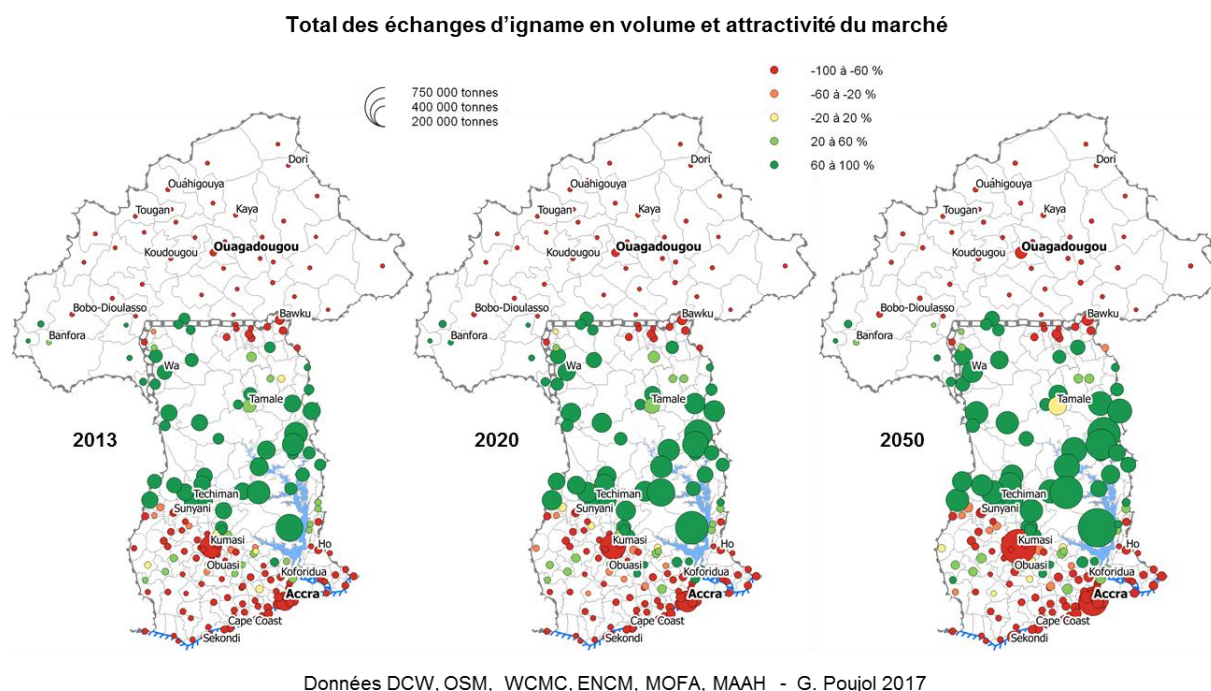 Total des échanges d’igname en volume et attractivité du marché
750 000 tonnes
400 000 tonnes
200 000 tonnes
-100 à -60 %
-60 à -20 %
-20 à 20 %
20 à 60 %
60 à 100 %
Dori
Ouahigouya
Tougan
Kaya
Ouagadougou
Koudougou
Bobo-Dioulasso
Bawku
Banfora
Wa
Tamale
2013
Techiman
Sunyani
Kumasi
Ho
Obuasi
Koforidua
Accra
Cape Coast
Sekondi
Dori
Ouahigouya
Tougan
Kaya
Ouagadougou
Koudougou
Bobo-Dioulasso
Bawku
Banfora
Wa
Tamale
2020
Techiman
Sunyani
Kumasi
Ho
Obuasi
Koforidua
Accra
Cape Coast
Sekondi
Dori
Ouahigouya
Tougan
Kaya
Ouagadougou
Koudougou
Bobo-Dioulasso
Bawku
Banfora
Wa
Tamale
2050
Techiman
Sunyani
Kumasi
Ho
Obuasi
Koforidua
Accra
Cape Coast
Sekondi
Données DCW, OSM, WCMC, ENCM, MOFA, MAAH - G. Poujol 2017